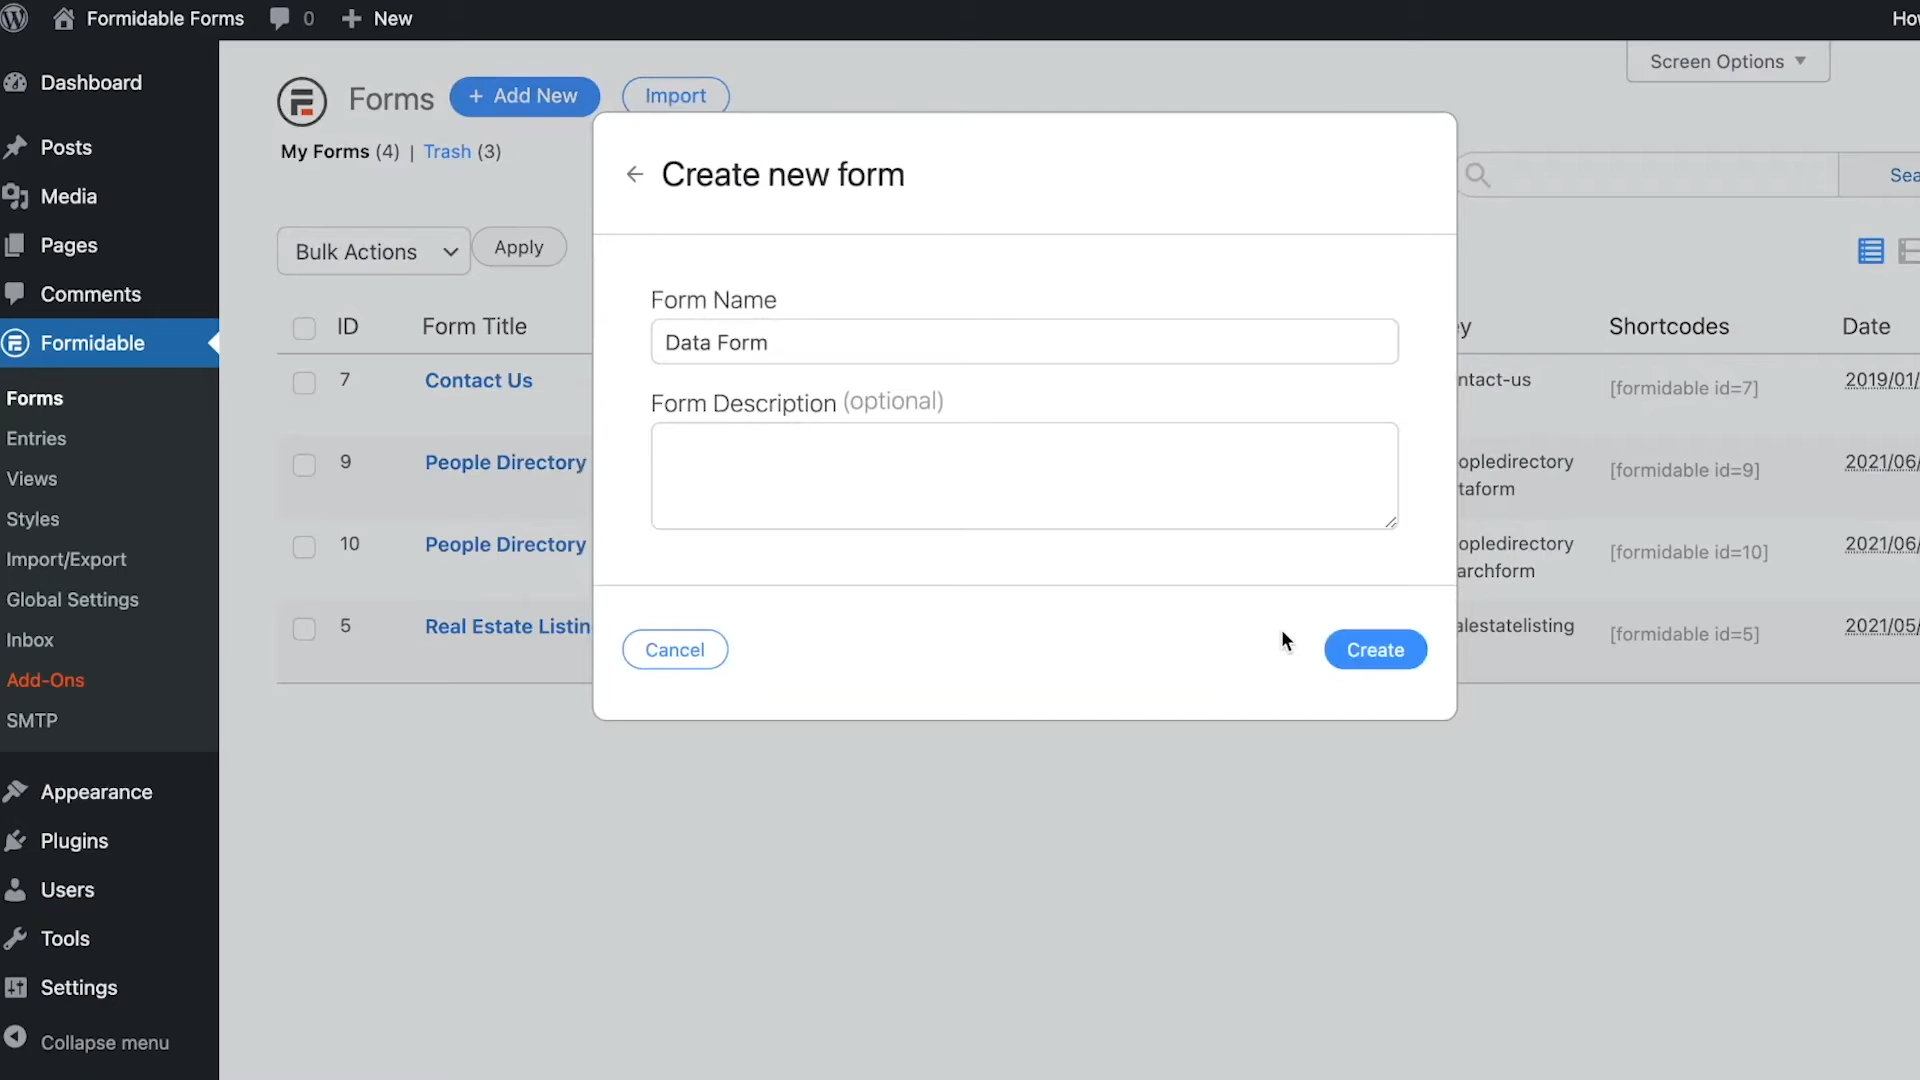 Formidable Forms 0 + New
Screen Options ▼
Dashboard
Posts
Media
Pages
Comments
Formidable
Forms
Entries
Views
Styles
Import/Export
Global Settings
Inbox
Add-Ons
SMTP
Appearance
Plugins
Users
Tools
Settings
Collapse menu
Forms + Add New Import
My Forms (4) | Trash (3)
Bulk Actions Apply
ID Form Title Shortcodes Date
7 Contact Us ntact-us [formidable id=7] 2019/01/
9 People Directory opledirectory [formidable id=9] 2021/06/
taform
10 People Directory opledirectory [formidable id=10] 2021/06/
archform
5 Real Estate Listin alestatelisting [formidable id=5] 2021/05/
← Create new form
Form Name
Data Form
Form Description (optional)
Cancel Create